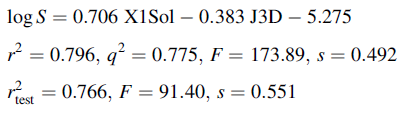 log S = 0.706 X1Sol – 0.383 J3D – 5.275
r² = 0.796, q² = 0.775, F = 173.89, s = 0.492
r²test = 0.766, F = 91.40, s = 0.551